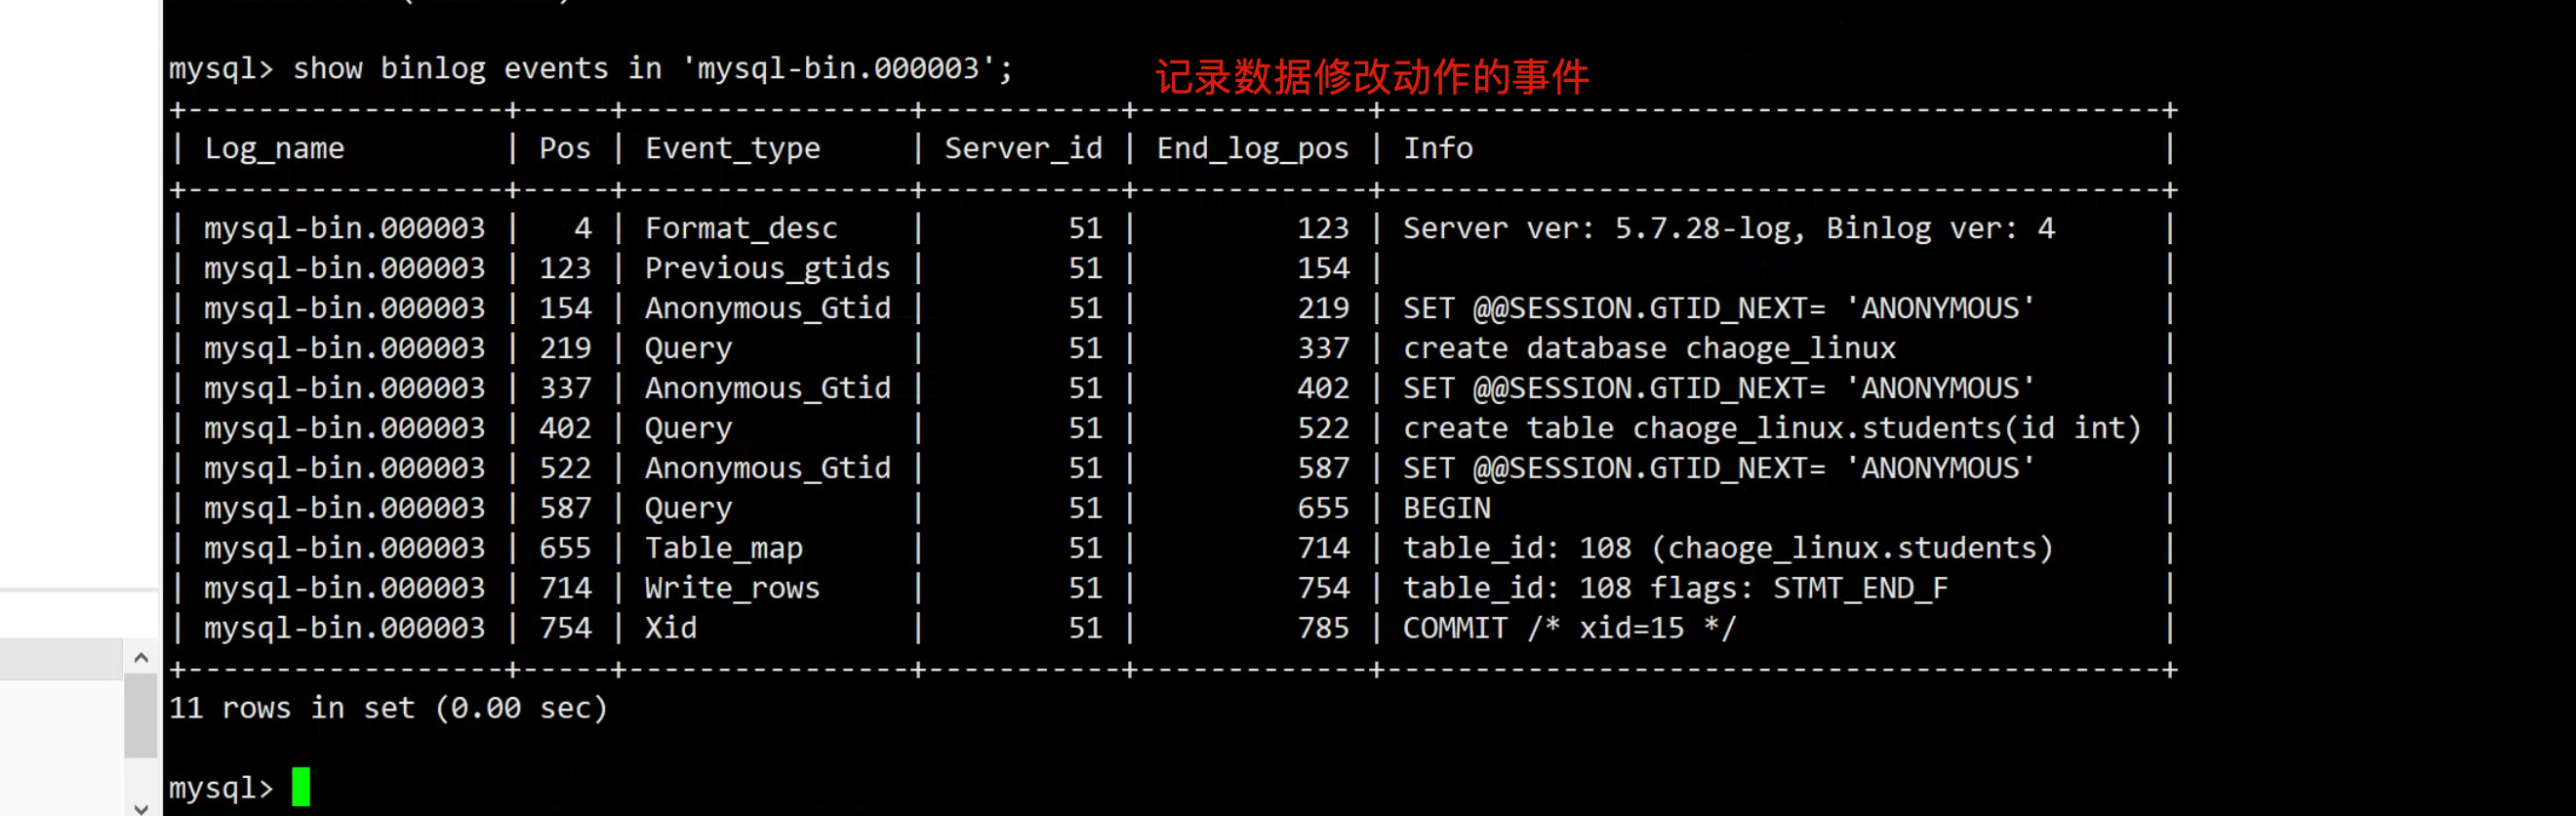 mysql> show binlog events in 'mysql-bin.000003';
记录数据修改动作的事件
+------------------+-----+----------------+-----------+-------------+--------------------------------------------+
| Log_name         | Pos | Event_type     | Server_id | End_log_pos | Info                                       |
+------------------+-----+----------------+-----------+-------------+--------------------------------------------+
| mysql-bin.000003 |   4 | Format_desc    |        51 |         123 | Server ver: 5.7.28-log, Binlog ver: 4      |
| mysql-bin.000003 | 123 | Previous_gtids |        51 |         154 |                                            |
| mysql-bin.000003 | 154 | Anonymous_Gtid |        51 |         219 | SET @@SESSION.GTID_NEXT= 'ANONYMOUS'       |
| mysql-bin.000003 | 219 | Query          |        51 |         337 | create database chaoge_linux               |
| mysql-bin.000003 | 337 | Anonymous_Gtid |        51 |         402 | SET @@SESSION.GTID_NEXT= 'ANONYMOUS'       |
| mysql-bin.000003 | 402 | Query          |        51 |         522 | create table chaoge_linux.students(id int) |
| mysql-bin.000003 | 522 | Anonymous_Gtid |        51 |         587 | SET @@SESSION.GTID_NEXT= 'ANONYMOUS'       |
| mysql-bin.000003 | 587 | Query          |        51 |         655 | BEGIN                                      |
| mysql-bin.000003 | 655 | Table_map      |        51 |         714 | table_id: 108 (chaoge_linux.students)      |
| mysql-bin.000003 | 714 | Write_rows     |        51 |         754 | table_id: 108 flags: STMT_END_F            |
| mysql-bin.000003 | 754 | Xid            |        51 |         785 | COMMIT /* xid=15 */                        |
+------------------+-----+----------------+-----------+-------------+--------------------------------------------+
11 rows in set (0.00 sec)
mysql>